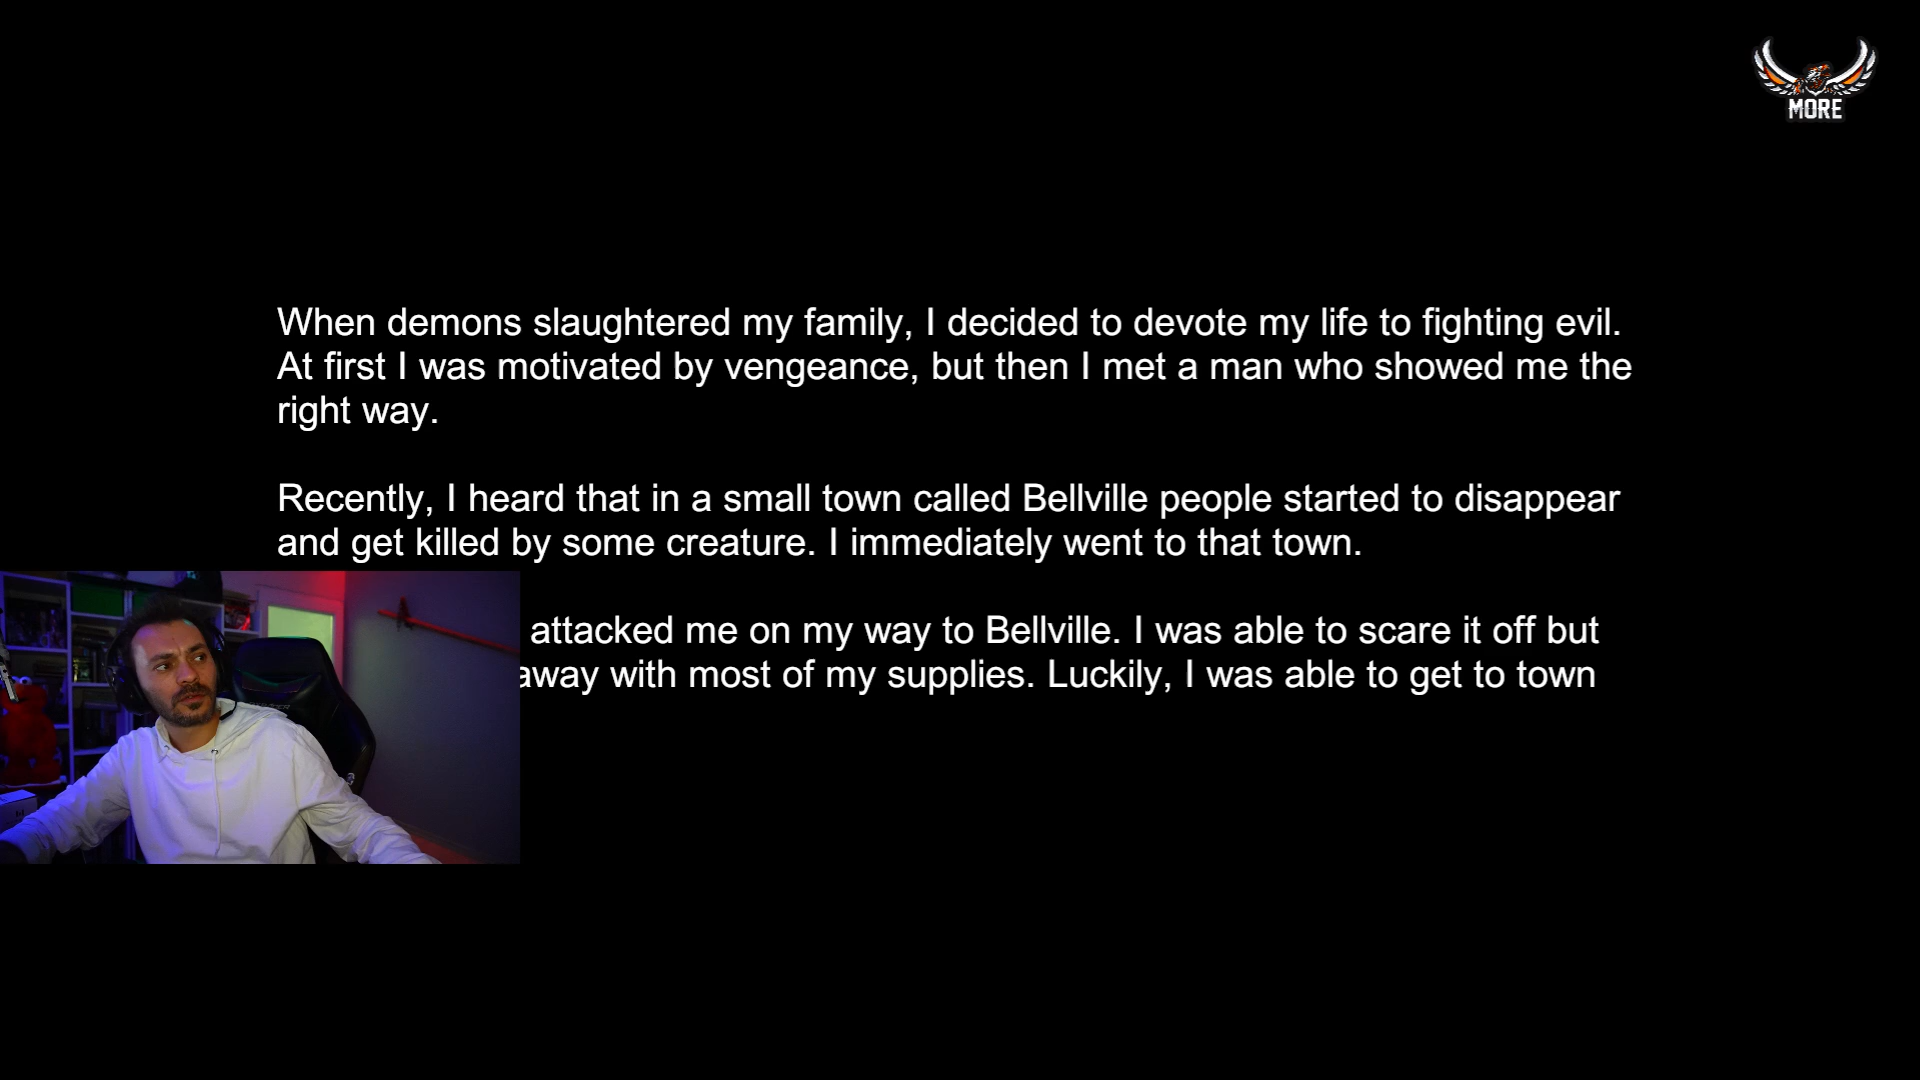 MORE
When demons slaughtered my family, I decided to devote my life to fighting evil.
At first I was motivated by vengeance, but then I met a man who showed me the
right way.
Recently, I heard that in a small town called Bellville people started to disappear
and get killed by some creature. I immediately went to that town.
attacked me on my way to Bellville. I was able to scare it off but
away with most of my supplies. Luckily, I was able to get to town